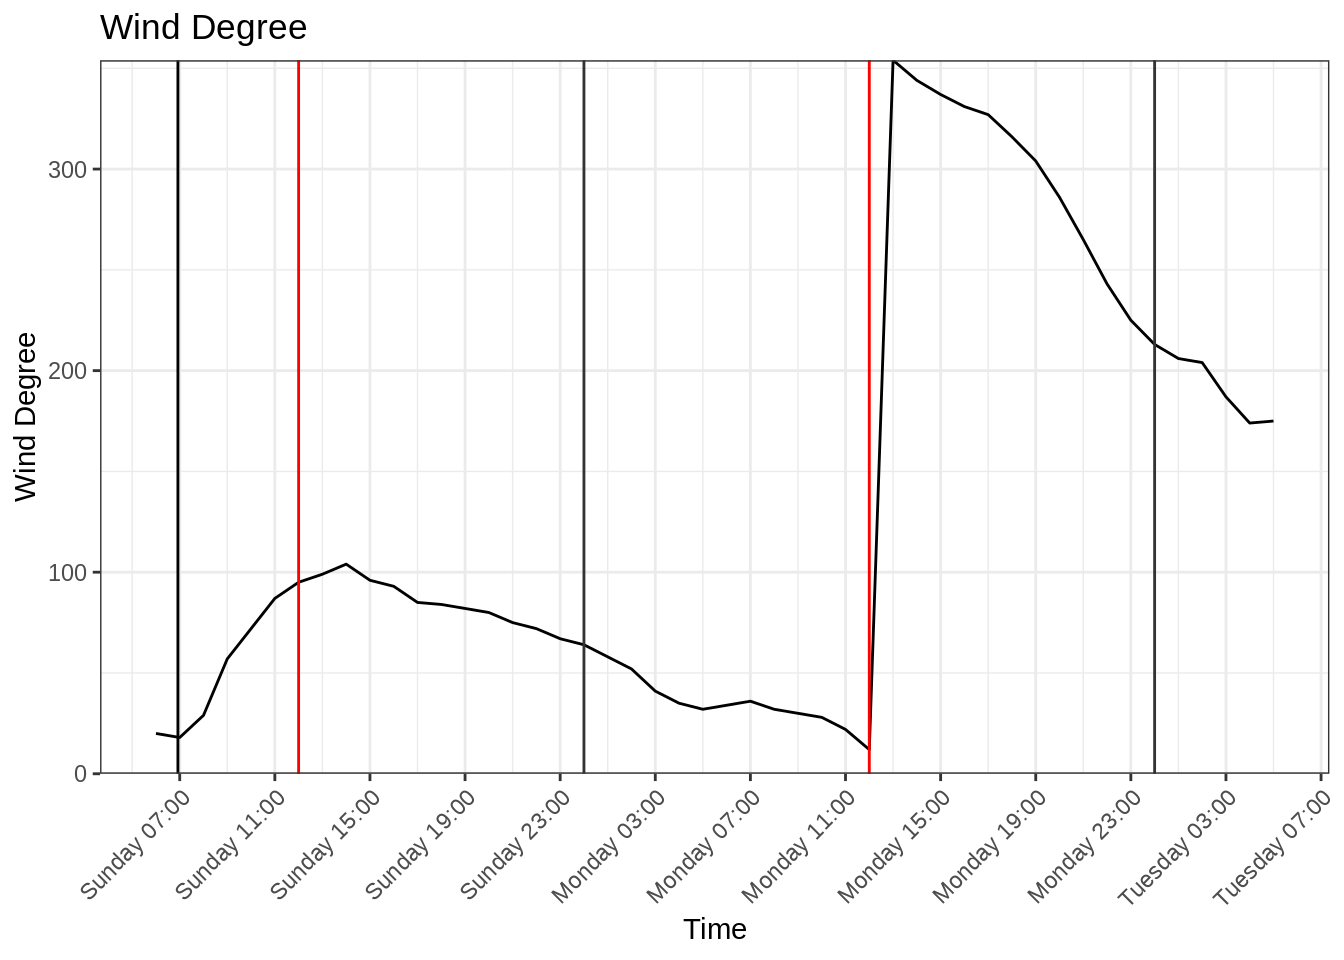 Wind Degree
Wind Degree
300
200
100
0
Sunday 07:00
Sunday 11:00
Sunday 15:00
Sunday 19:00
Sunday 23:00
Monday 03:00
Monday 07:00
Monday 11:00
Monday 15:00
Monday 19:00
Monday 23:00
Tuesday 03:00
Tuesday 07:00
Time